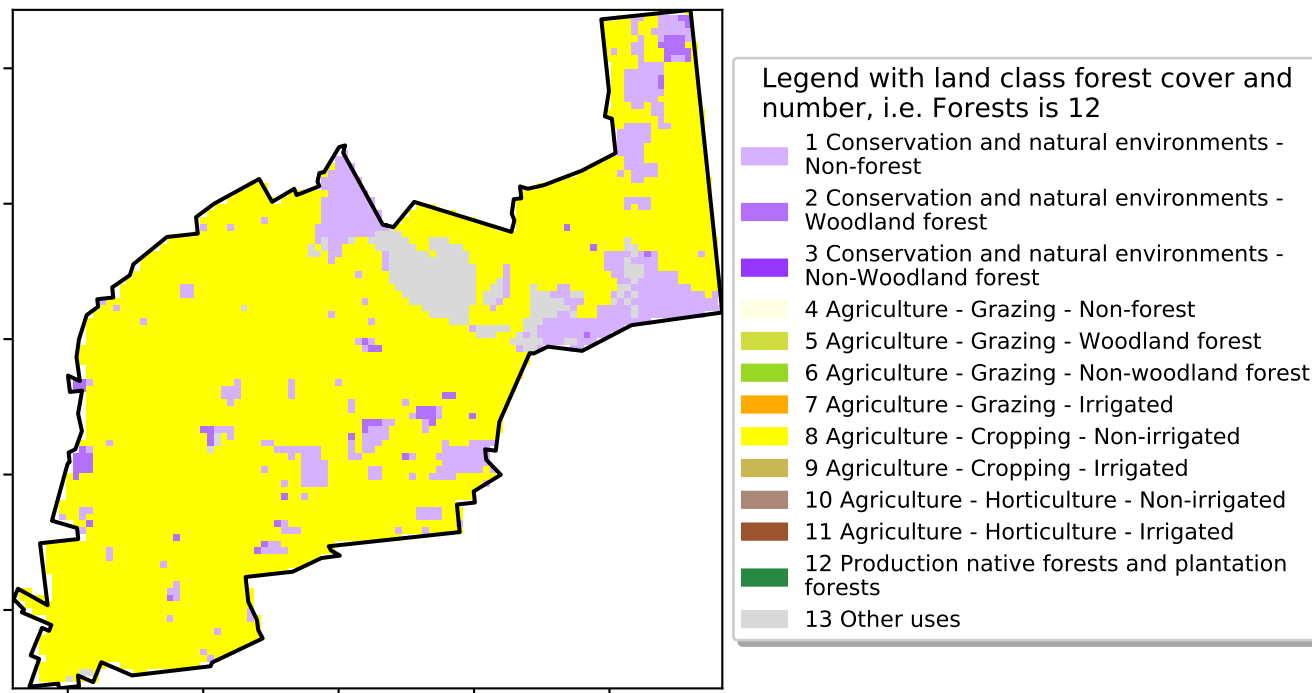 Legend with land class forest cover and
number, i.e. Forests is 12
1 Conservation and natural environments -
Non-forest
2 Conservation and natural environments -
Woodland forest
3 Conservation and natural environments -
Non-Woodland forest
4 Agriculture - Grazing - Non-forest
5 Agriculture - Grazing - Woodland forest
6 Agriculture - Grazing - Non-woodland forest
7 Agriculture - Grazing - Irrigated
8 Agriculture - Cropping - Non-irrigated
9 Agriculture - Cropping - Irrigated
10 Agriculture - Horticulture - Non-irrigated
11 Agriculture - Horticulture - Irrigated
12 Production native forests and plantation
forests
13 Other uses